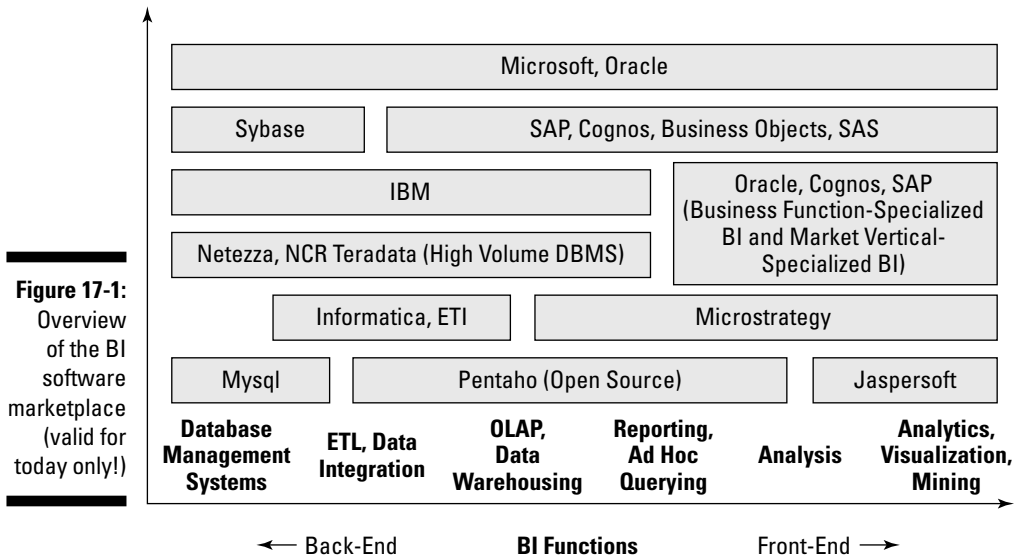 Microsoft, Oracle
Sybase
SAP, Cognos, Business Objects, SAS
IBM
Oracle, Cognos, SAP
(Business Function-Specialized
BI and Market Vertical-
Specialized BI)
Netezza, NCR Teradata (High Volume DBMS)
Informatica, ETI
Microstrategy
Mysql
Pentaho (Open Source)
Jaspersoft
Figure 17-1:
Overview
of the BI
software
marketplace
(valid for
today only!)
Database
Management
Systems
ETL, Data
Integration
OLAP,
Data
Warehousing
Reporting,
Ad Hoc
Querying
Analysis
Analytics,
Visualization,
Mining
Back-End
BI Functions
Front-End